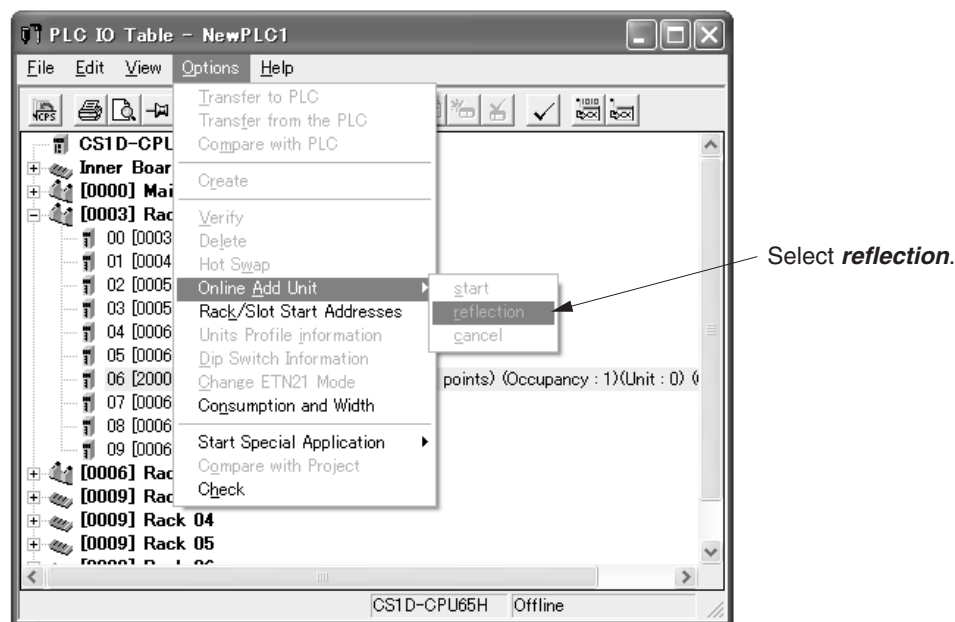 PLC IO Table - NewPLC1
File Edit View Options Help
NCPS
Transfer to PLC
Transfer from the PLC
Compare with PLC
Create
Verify
Delete
Hot Swap
Online Add Unit
Rack/Slot Start Addresses
Units Profile information
Dip Switch Information
Change ETN21 Mode
Consumption and Width
Start Special Application
Compare with Project
Check
start
reflection
cancel
Select reflection.
CS1D-CPU
Inner Boar
[0000] Mai
[0003] Rac
00 [0003
01 [0004
02 [0005
03 [0005
04 [0006
05 [0006
06 [2000 points) (Occupancy : 1)(Unit : 0) (
07 [0006
08 [0006
09 [0006
[0006] Rac
[0009] Rac
[0009] Rack 04
[0009] Rack 05
CS1D-CPU65H Offline